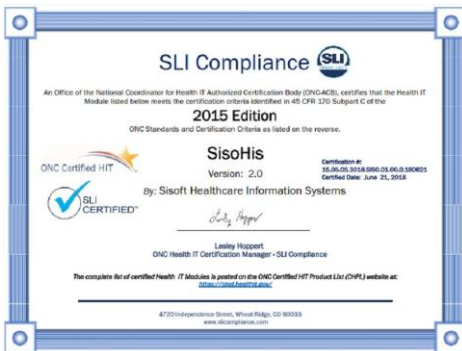 SLI Compliance SLI
An Office of the National Coordinator for Health IT Authorized Certification Body (ONC-ACB), certifies that the Health IT
Module listed below meets the certification criteria identified in 45 CFR 170 Subpart C of the
2015 Edition
ONC Standards and Certification Criteria as listed on the reverse.
SisoHis
Version: 2.0
By: Sisoft Healthcare Information Systems
ONC Certified HIT
SLI
CERTIFIED™
Certification #:
Certified Date: June 21, 2018
Lesley Hoppert
Lesley Hoppert
ONC Health IT Certification Manager - SLI Compliance
The complete list of certified Health IT Modules is posted on the ONC Certified HIT Product List (CHPL) website at:
https://chpl.healthit.gov/
4720 Independence Street, Wheat Ridge, CO 80033
www.slicompliance.com